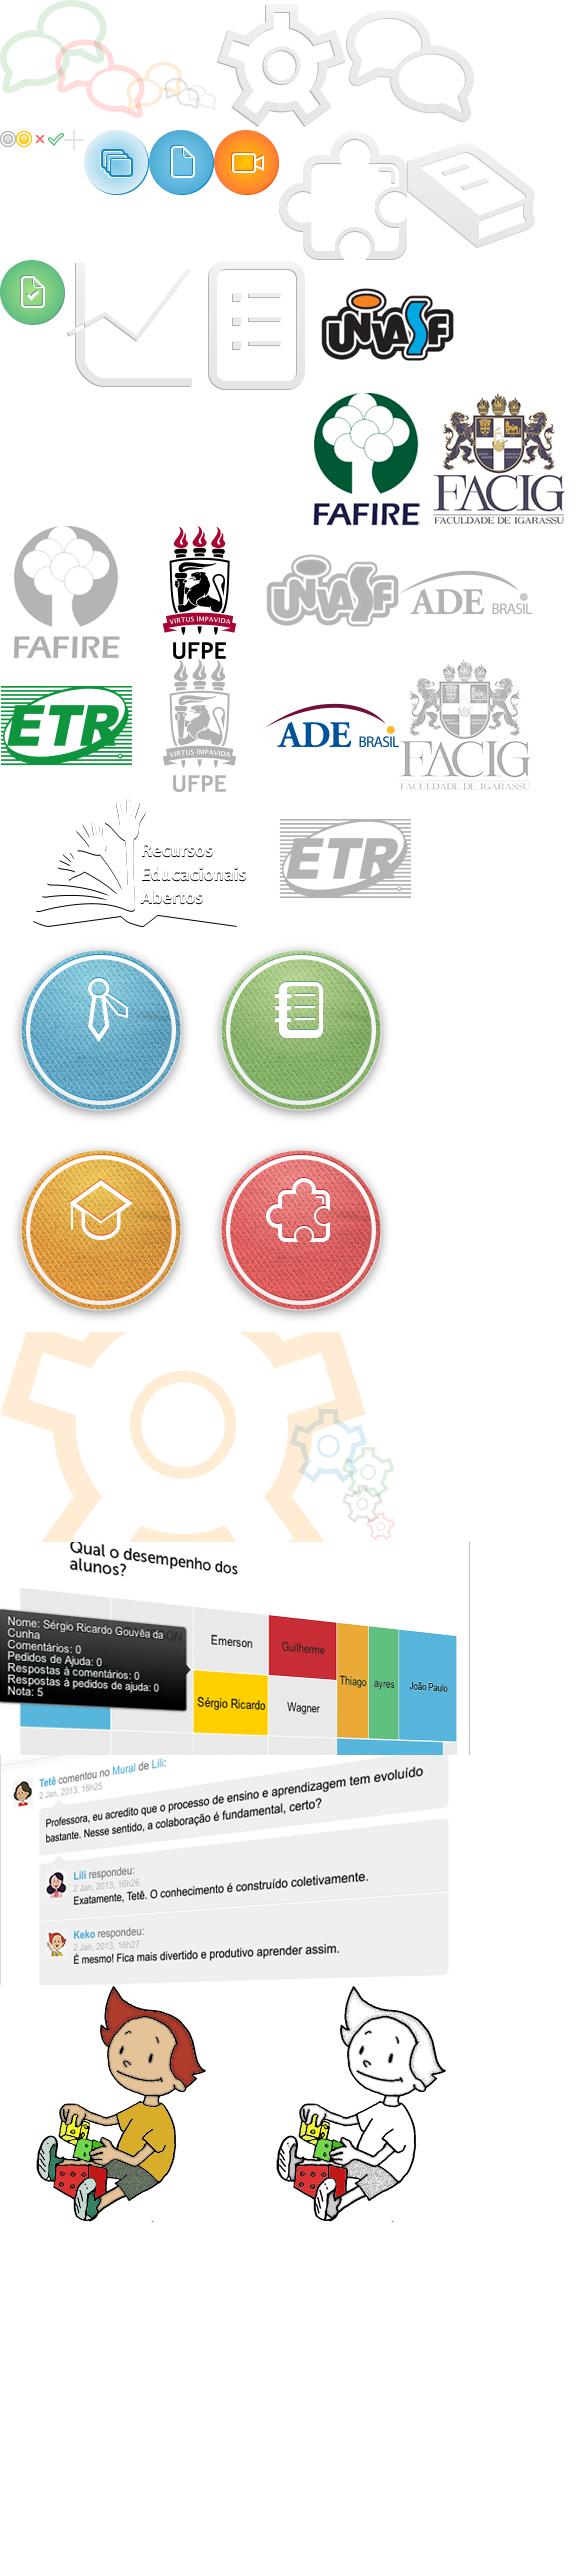 UNIVASF
FAFIRE
FACIG
FACULDADE DE IGARASSU
FAFIRE
VIRTUS IMPAVIDA
UFPE
UNIVASF
ADE
BRASIL
ETR
VIRTUS IMPAVIDA
UFPE
ADE
BRASIL
FACIG
FACULDADE DE IGARASSU
Recursos
Educacionais
Abertos
ETR
Qual o desempenho dos
alunos?
Nome: Sérgio Ricardo Gouvêa da
Cunha
Comentários: 0
Pedidos de Ajuda: 0
Respostas à comentários: 0
Respostas à pedidos de ajuda: 0
Nota: 5
Emerson
Guilherme
Thiago
ayres
João Paulo
Sérgio Ricardo
Wagner
Tetê comentou no Mural de Lili:
2 Jan, 2013, 16h25
Professora, eu acredito que o processo de ensino e aprendizagem tem evoluído
bastante. Nesse sentido, a colaboração é fundamental, certo?
Lili respondeu:
2 Jan, 2013, 16h26
Exatamente, Tetê. O conhecimento é construído coletivamente.
Keko respondeu:
2 Jan, 2013, 16h27
É mesmo! Fica mais divertido e produtivo aprender assim.